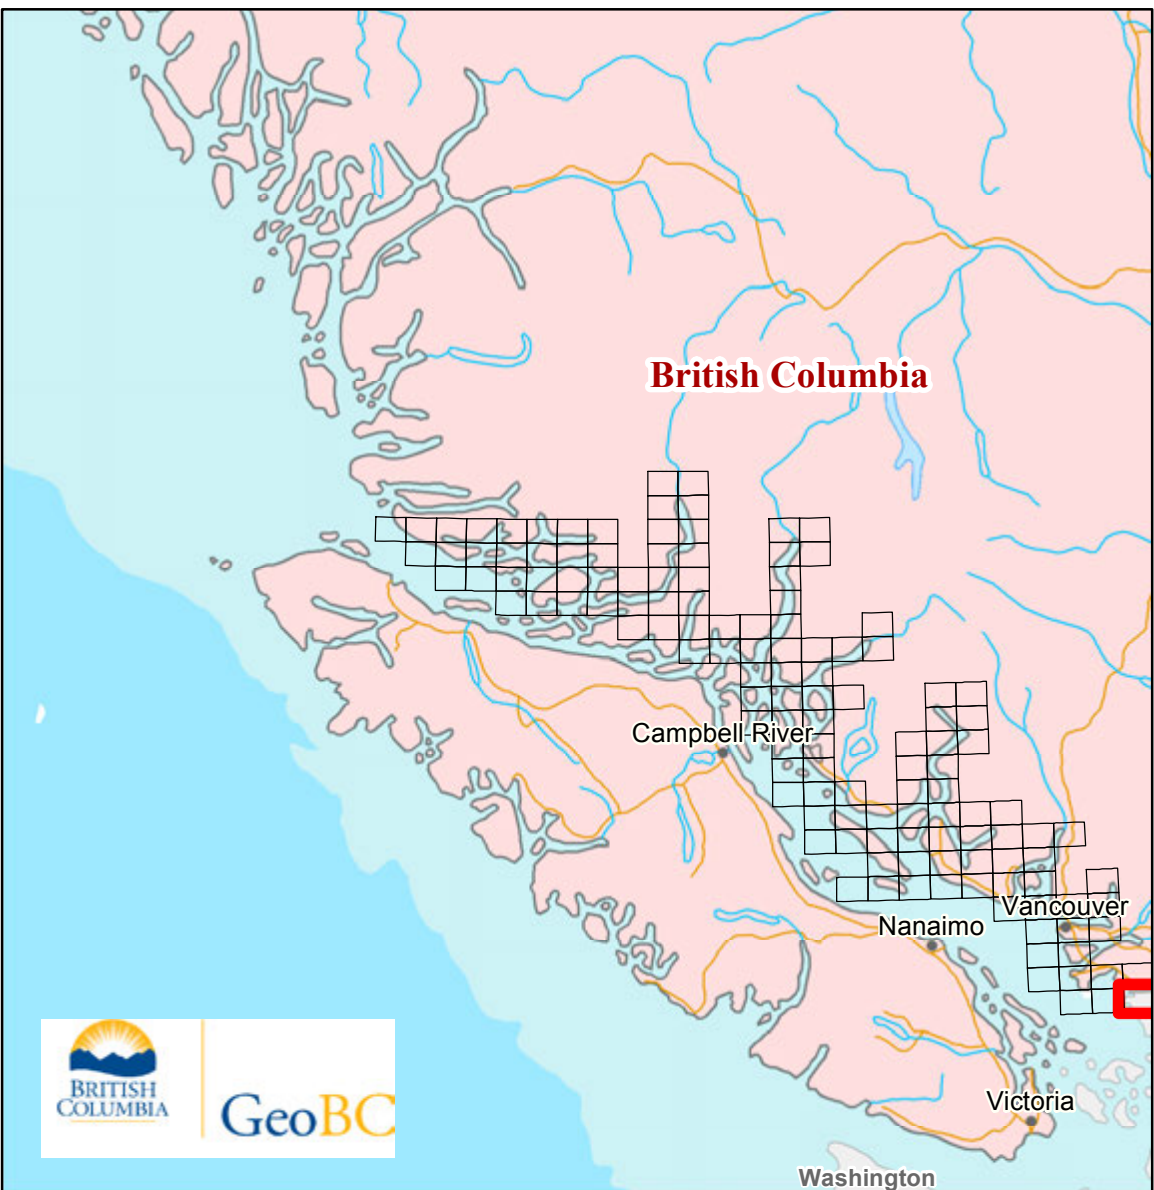 British Columbia
Campbell River
Vancouver
Nanaimo
BRITISH
COLUMBIA
GeoBC
Victoria
Washington